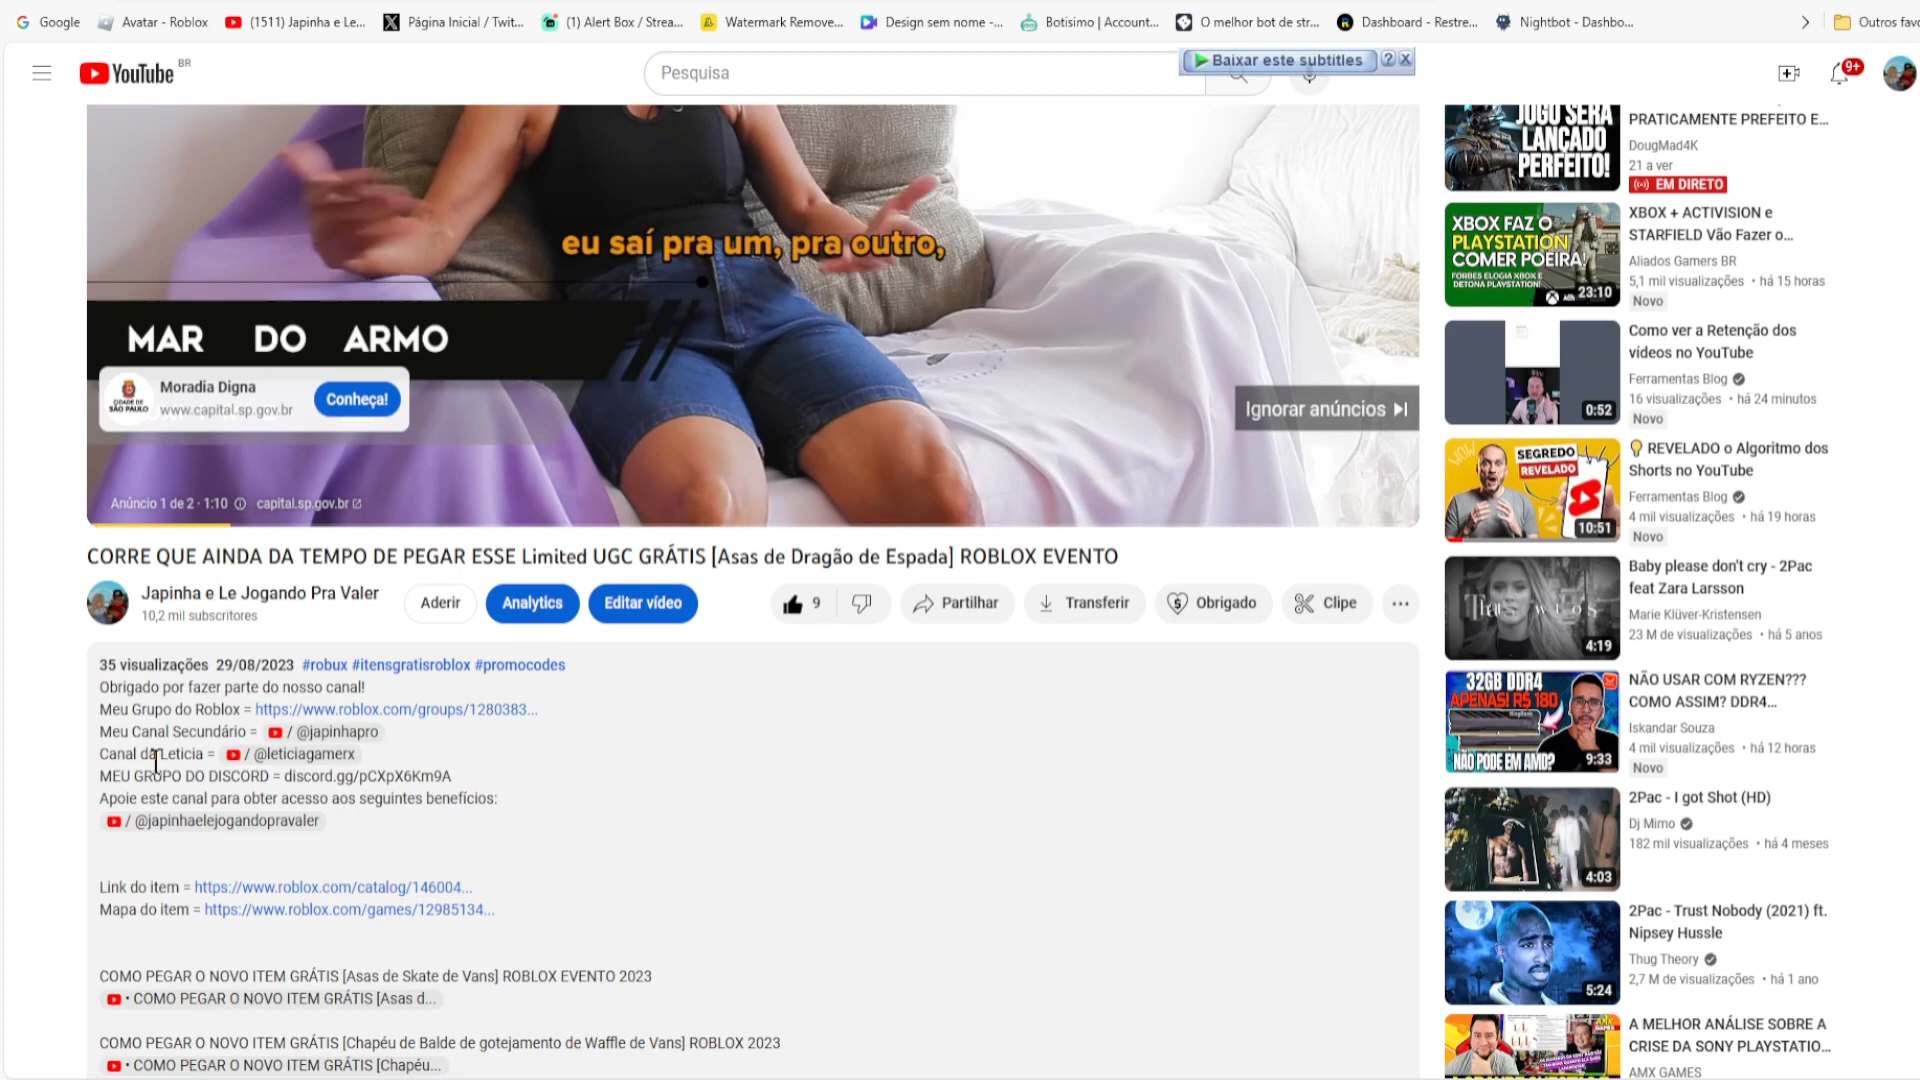 Google
Avatar - Roblox
(1511) Japinha e Le...
Página Inicial / Twit...
(1) Alert Box / Strea...
Watermark Remove...
Design sem nome -...
Botisimo | Account...
O melhor bot de str...
Dashboard - Restre...
Nightbot - Dashbo...
Outros favo
YouTube BR
Pesquisa
Baixar este subtitles ? X
9+
eu saí pra um, pra outro,
MAR DO ARMO
CIDADE DE
SÃO PAULO
Moradia Digna
www.capital.sp.gov.br
Conheça!
Ignorar anúncios
Anúncio 1 de 2 · 1:10 capital.sp.gov.br
CORRE QUE AINDA DA TEMPO DE PEGAR ESSE Limited UGC GRÁTIS [Asas de Dragão de Espada] ROBLOX EVENTO
Japinha e Le Jogando Pra Valer
10,2 mil subscritores
Aderir
Analytics
Editar vídeo
9
Partilhar
Transferir
Obrigado
Clipe
35 visualizações 29/08/2023 #robux #itensgratisroblox #promocodes
Obrigado por fazer parte do nosso canal!
Meu Grupo do Roblox = https://www.roblox.com/groups/1280383...
Meu Canal Secundário = / @japinhapro
Canal da Leticia = / @leticiagamerx
MEU GRUPO DO DISCORD = discord.gg/pCXpX6Km9A
Apoie este canal para obter acesso aos seguintes benefícios:
/ @japinhaelejogandopravaler
Link do item = https://www.roblox.com/catalog/146004...
Mapa do item = https://www.roblox.com/games/12985134...
COMO PEGAR O NOVO ITEM GRÁTIS [Asas de Skate de Vans] ROBLOX EVENTO 2023
• COMO PEGAR O NOVO ITEM GRÁTIS [Asas d...
COMO PEGAR O NOVO ITEM GRÁTIS [Chapéu de Balde de gotejamento de Waffle de Vans] ROBLOX 2023
• COMO PEGAR O NOVO ITEM GRÁTIS [Chapéu...
JOGO SERÁ
LANÇADO
PERFEITO!
PRATICAMENTE PREFEITO E...
DougMad4K
21 a ver
EM DIRETO
XBOX FAZ O
PLAYSTATION
COMER POEIRA!
FORBES ELOGIA XBOX E
DETONA PLAYSTATION!
23:10
XBOX + ACTIVISION e
STARFIELD Vão Fazer o...
Aliados Gamers BR
5,1 mil visualizações • há 15 horas
Novo
0:52
Como ver a Retenção dos
vídeos no YouTube
Ferramentas Blog
16 visualizações • há 24 minutos
Novo
WOW
SEGREDO
REVELADO
10:51
REVELADO o Algoritmo dos
Shorts no YouTube
Ferramentas Blog
4 mil visualizações • há 19 horas
Novo
4:19
Baby please don't cry - 2Pac
feat Zara Larsson
Marie Klüver-Kristensen
23 M de visualizações • há 5 anos
32GB DDR4
APENAS! R$ 180
NÃO PODE EM AMD?
9:33
NÃO USAR COM RYZEN???
COMO ASSIM? DDR4...
Iskandar Souza
4 mil visualizações • há 12 horas
Novo
4:03
2Pac - I got Shot (HD)
Dj Mimo
182 mil visualizações • há 4 meses
5:24
2Pac - Trust Nobody (2021) ft.
Nipsey Hussle
Thug Theory
2,7 M de visualizações • há 1 ano
A MELHOR ANÁLISE SOBRE A
CRISE DA SONY PLAYSTATIO...
AMX GAMES